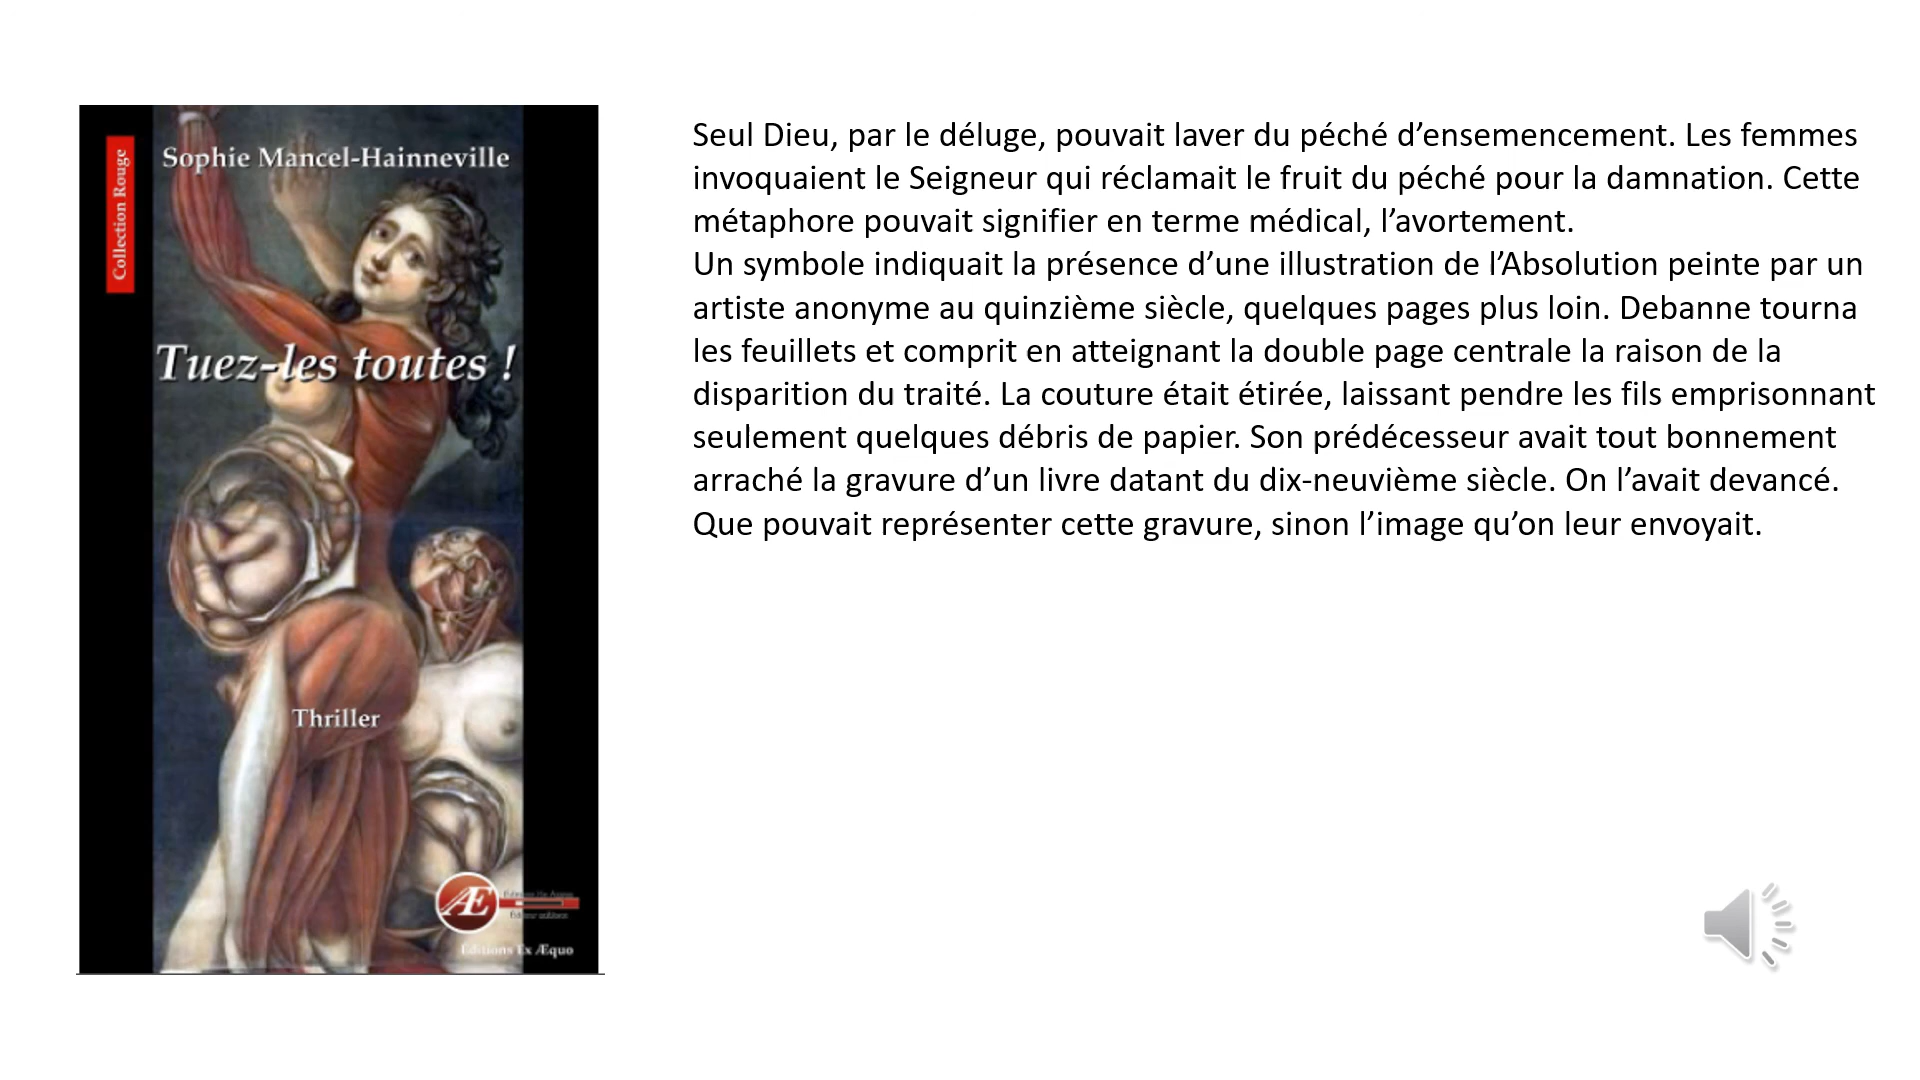 Collection Rouge
Sophie Mancel-Hainneville
Tuez-les toutes !
Thriller
Æ
Éditions Ex Æquo
Seul Dieu, par le déluge, pouvait laver du péché d’ensemencement. Les femmes
invoquaient le Seigneur qui réclamait le fruit du péché pour la damnation. Cette
métaphore pouvait signifier en terme médical, l’avortement.
Un symbole indiquait la présence d’une illustration de l’Absolution peinte par un
artiste anonyme au quinzième siècle, quelques pages plus loin. Debanne tourna
les feuillets et comprit en atteignant la double page centrale la raison de la
disparition du traité. La couture était étirée, laissant pendre les fils emprisonnant
seulement quelques débris de papier. Son prédécesseur avait tout bonnement
arraché la gravure d’un livre datant du dix-neuvième siècle. On l’avait devancé.
Que pouvait représenter cette gravure, sinon l’image qu’on leur envoyait.